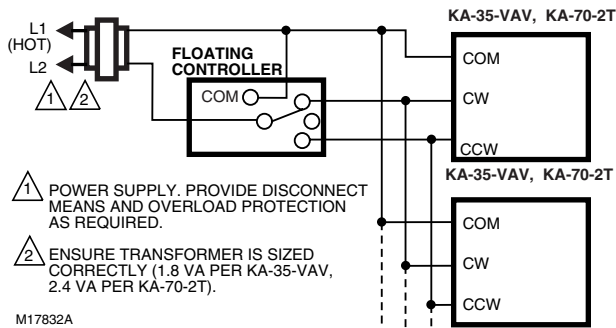 KA-35-VAV, KA-70-2T
L1
(HOT)
L2
1
2
FLOATING
CONTROLLER
COM
COM
CW
CCW
KA-35-VAV, KA-70-2T
COM
CW
CCW
1 POWER SUPPLY. PROVIDE DISCONNECT
MEANS AND OVERLOAD PROTECTION
AS REQUIRED.
2 ENSURE TRANSFORMER IS SIZED
CORRECTLY (1.8 VA PER KA-35-VAV,
2.4 VA PER KA-70-2T).
M17832A